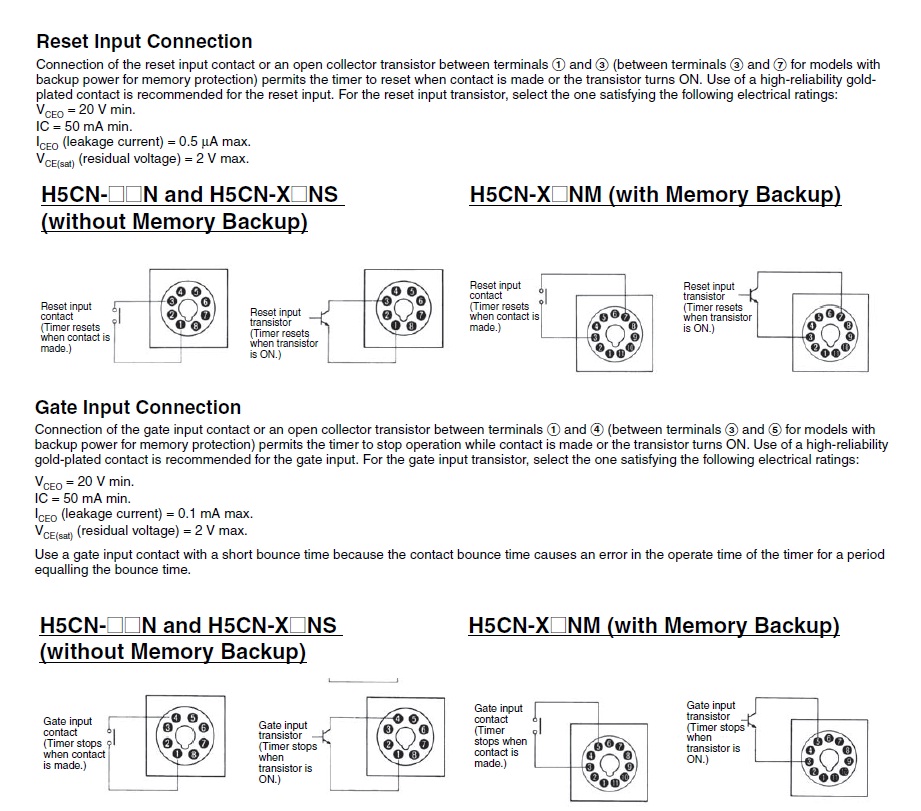 Reset Input Connection
Connection of the reset input contact or an open collector transistor between terminals ① and ③ (between terminals ③ and ⑦ for models with
backup power for memory protection) permits the timer to reset when contact is made or the transistor turns ON. Use of a high-reliability gold-
plated contact is recommended for the reset input. For the reset input transistor, select the one satisfying the following electrical ratings:
VCEO = 20 V min.
IC = 50 mA min.
ICEO (leakage current) = 0.5 µA max.
VCE(sat) (residual voltage) = 2 V max.
H5CN-□□N and H5CN-X□NS
(without Memory Backup)
H5CN-X□NM (with Memory Backup)
Reset input
contact
(Timer resets
when contact is
made.)
Reset input
transistor
(Timer resets
when transistor
is ON.)
Reset input
contact
(Timer resets
when contact is
made.)
Reset input
transistor
(Timer resets
when transistor
is ON.)
Gate Input Connection
Connection of the gate input contact or an open collector transistor between terminals ① and ④ (between terminals ③ and ⑤ for models with
backup power for memory protection) permits the timer to stop operation while contact is made or the transistor turns ON. Use of a high-reliability
gold-plated contact is recommended for the gate input. For the gate input transistor, select the one satisfying the following electrical ratings:
VCEO = 20 V min.
IC = 50 mA min.
ICEO (leakage current) = 0.1 mA max.
VCE(sat) (residual voltage) = 2 V max.
Use a gate input contact with a short bounce time because the contact bounce time causes an error in the operate time of the timer for a period
equalling the bounce time.
H5CN-□□N and H5CN-X□NS
(without Memory Backup)
H5CN-X□NM (with Memory Backup)
Gate input
contact
(Timer stops
when contact
is made.)
Gate input
transistor
(Timer stops
when
transistor is
ON.)
Gate input
contact
(Timer
stops when
contact is
made.)
Gate input
transistor
(Timer stops
when
transistor is
ON.)